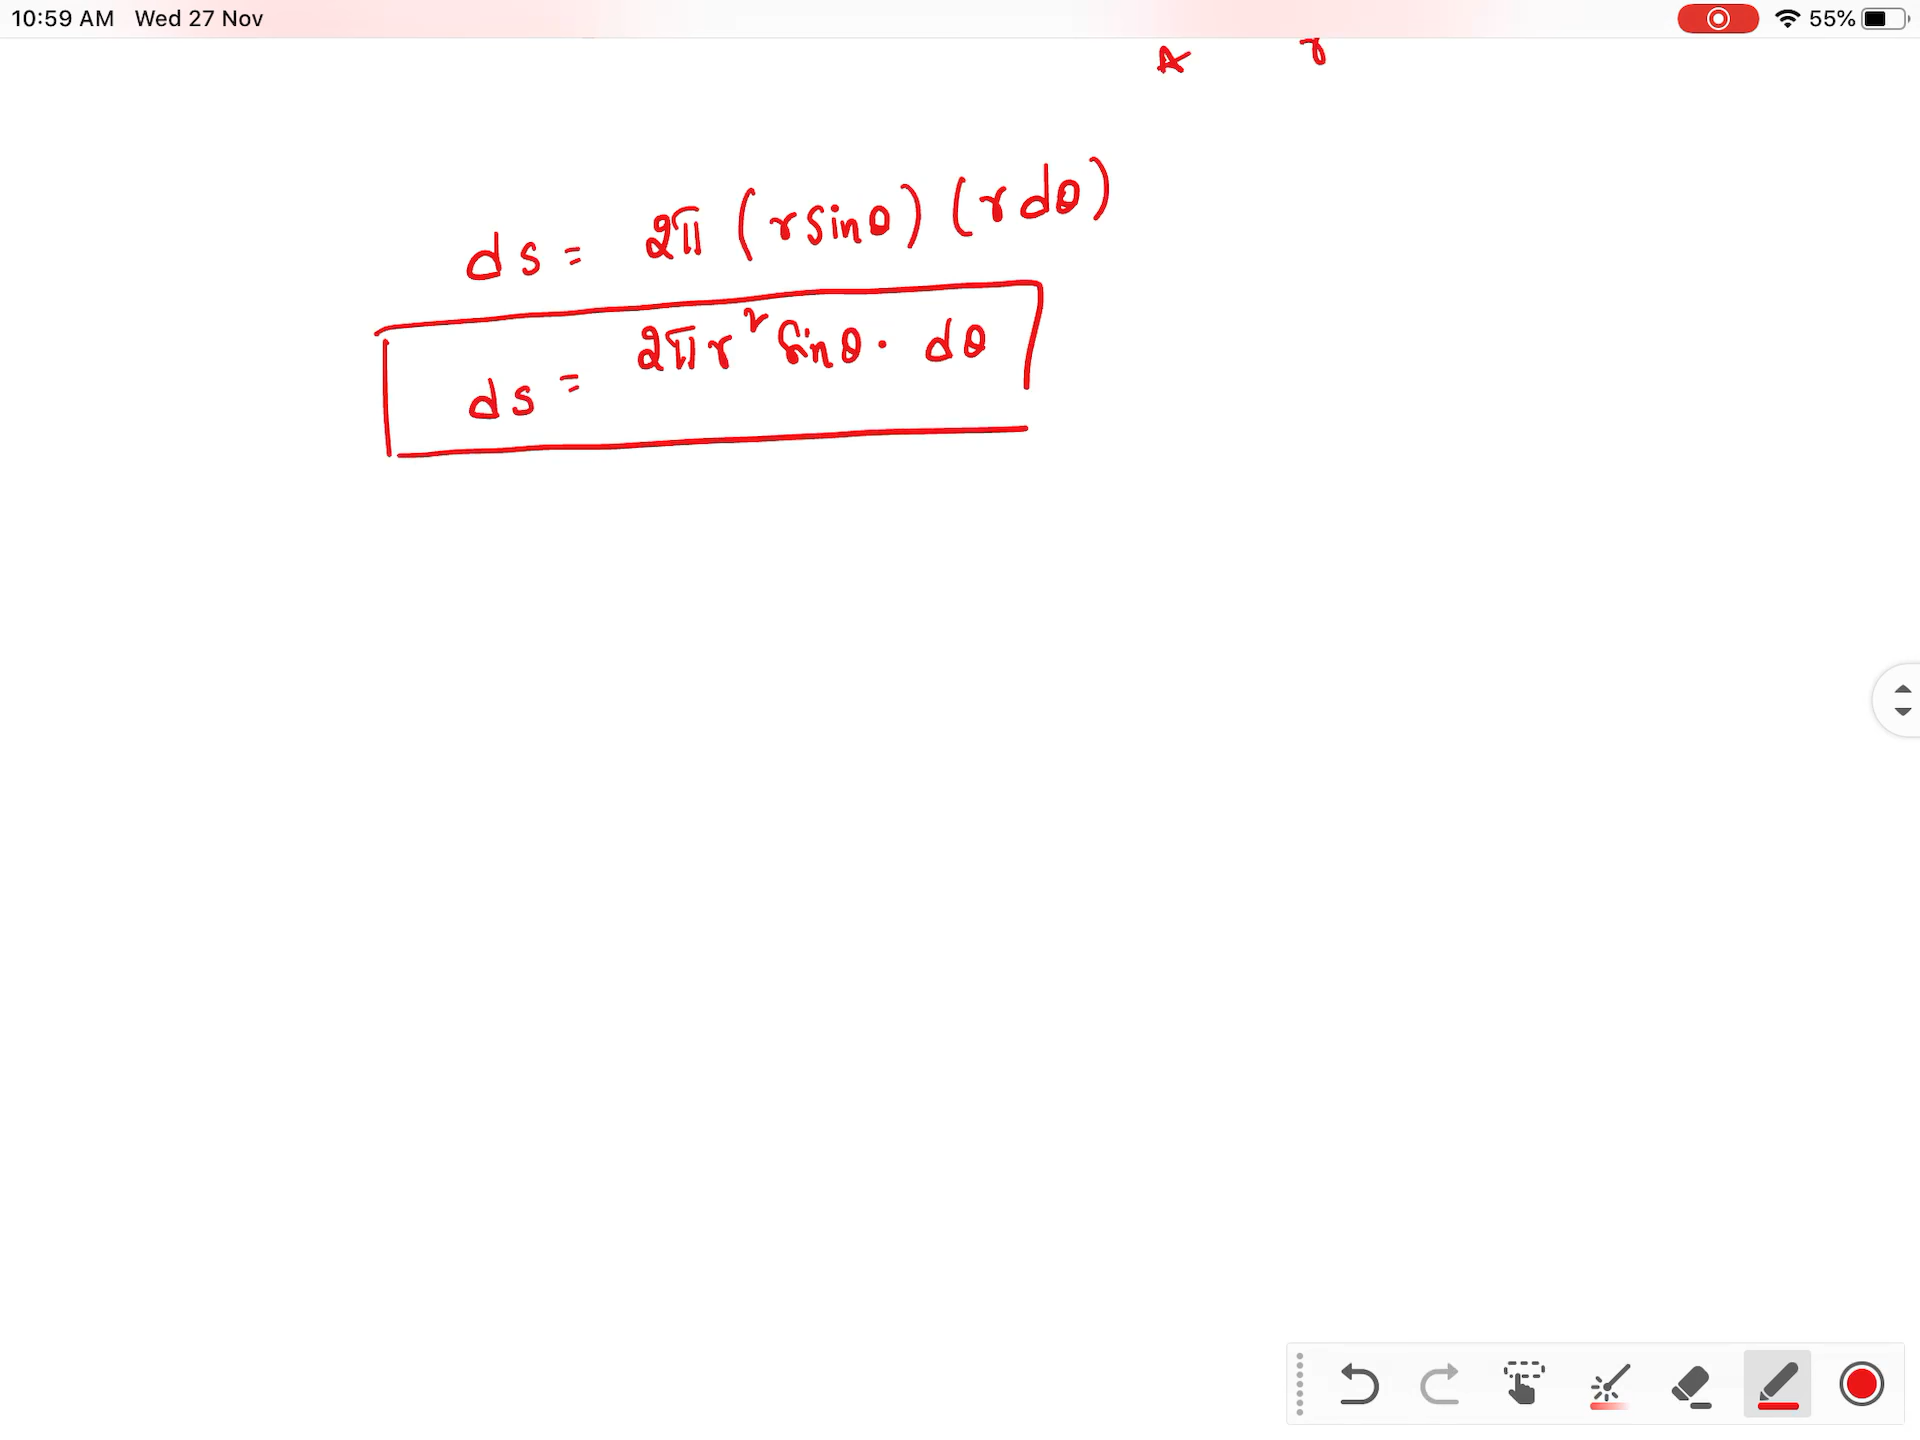 10:59 AM Wed 27 Nov 55%
A r
ds = 2π (r sinθ) (r dθ)
ds = 2πr² sinθ · dθ